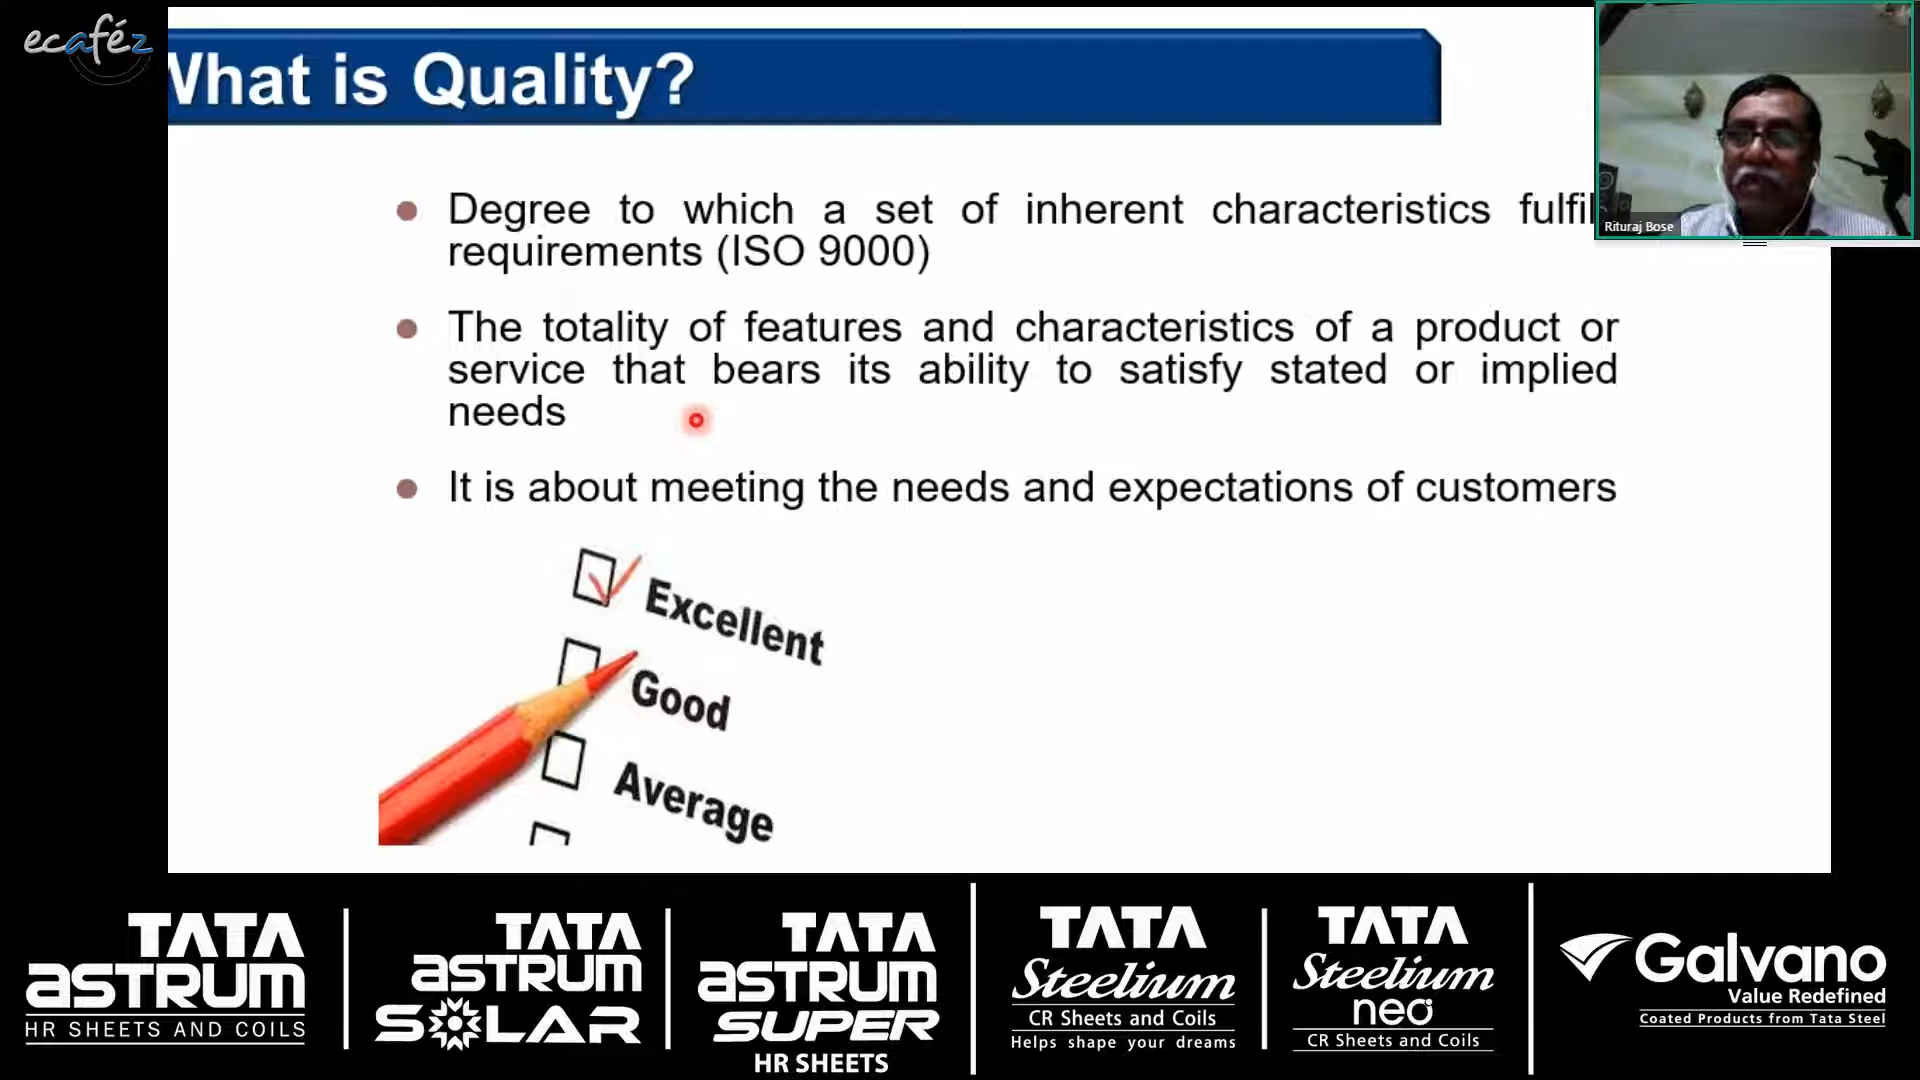 ecaféz
What is Quality?
Rituraj Bose
Degree to which a set of inherent characteristics
requirements (ISO 9000)
The totality of features and characteristics of a product or
service that bears its ability to satisfy stated or implied
needs
It is about meeting the needs and expectations of customers
Excellent
Good
Average
TATA
ASTRUM
HR SHEETS AND COILS
TATA
ASTRUM
SOLAR
TATA
ASTRUM
SUPER
HR SHEETS
TATA
Steelium
CR Sheets and Coils
Helps shape your dreams
TATA
Steelium
neo
CR Sheets and Coils
Galvano
Value Redefined
Coated Products from Tata Steel